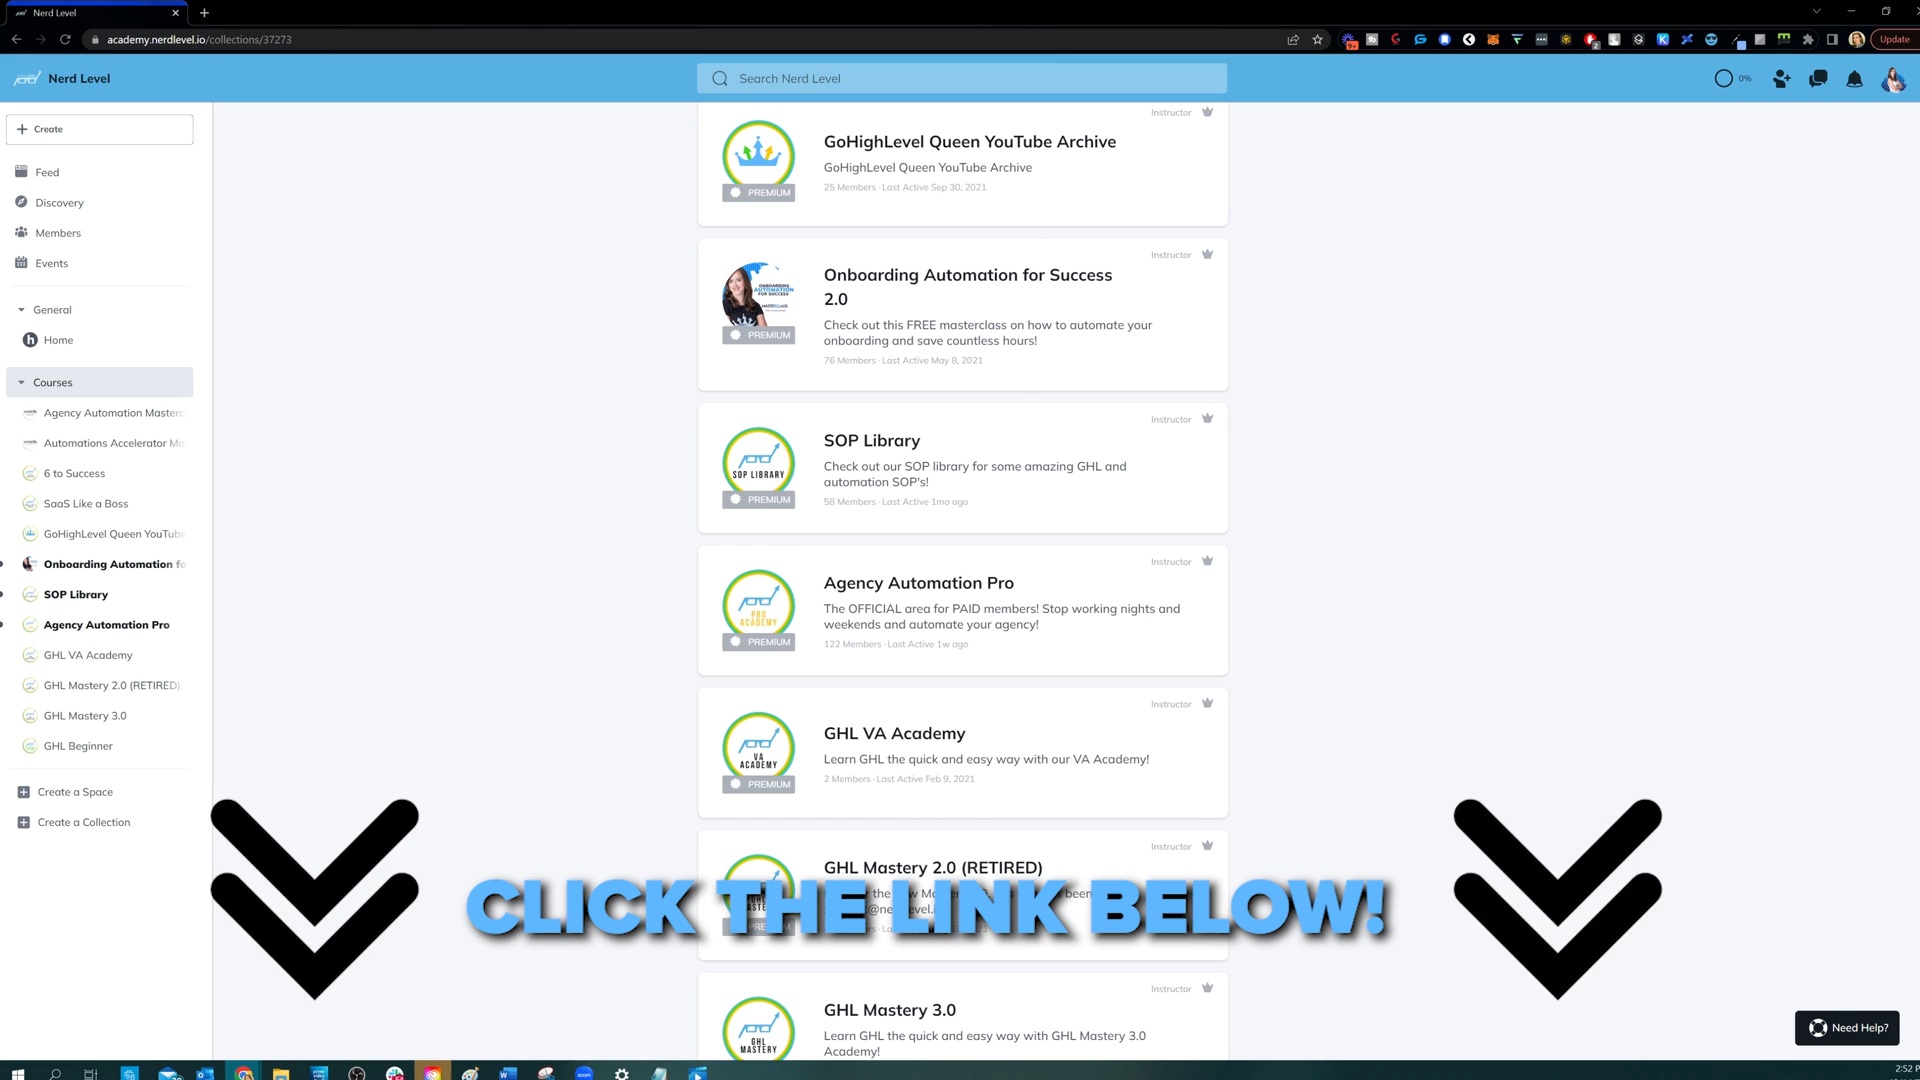 Nerd Level
academy.nerdlevel.io/collections/37273
Update
Nerd Level
Search Nerd Level
0%
Create
Feed
Discovery
Members
Events
General
Home
Courses
Agency Automation Masterc
Automations Accelerator Ma
6 to Success
SaaS Like a Boss
GoHighLevel Queen YouTube
Onboarding Automation fo
SOP Library
Agency Automation Pro
GHL VA Academy
GHL Mastery 2.0 (RETIRED)
GHL Mastery 3.0
GHL Beginner
Create a Space
Create a Collection
Instructor
GoHighLevel Queen YouTube Archive
GoHighLevel Queen YouTube Archive
25 Members · Last Active Sep 30, 2021
PREMIUM
Instructor
Onboarding Automation for Success
2.0
Check out this FREE masterclass on how to automate your
onboarding and save countless hours!
76 Members · Last Active May 8, 2021
ONBOARDING
AUTOMATION
FOR SUCCESS
PREMIUM
Instructor
SOP Library
Check out our SOP library for some amazing GHL and
automation SOP's!
58 Members · Last Active 1mo ago
SOP LIBRARY
PREMIUM
Instructor
Agency Automation Pro
The OFFICIAL area for PAID members! Stop working nights and
weekends and automate your agency!
122 Members · Last Active 1w ago
PRO
ACADEMY
PREMIUM
Instructor
GHL VA Academy
Learn GHL the quick and easy way with our VA Academy!
2 Members · Last Active Feb 9, 2021
VA
ACADEMY
PREMIUM
Instructor
GHL Mastery 2.0 (RETIRED)
CLICK THE LINK BELOW!
Instructor
GHL Mastery 3.0
Learn GHL the quick and easy way with GHL Mastery 3.0
Academy!
GHL
MASTERY
Need Help?
2:52